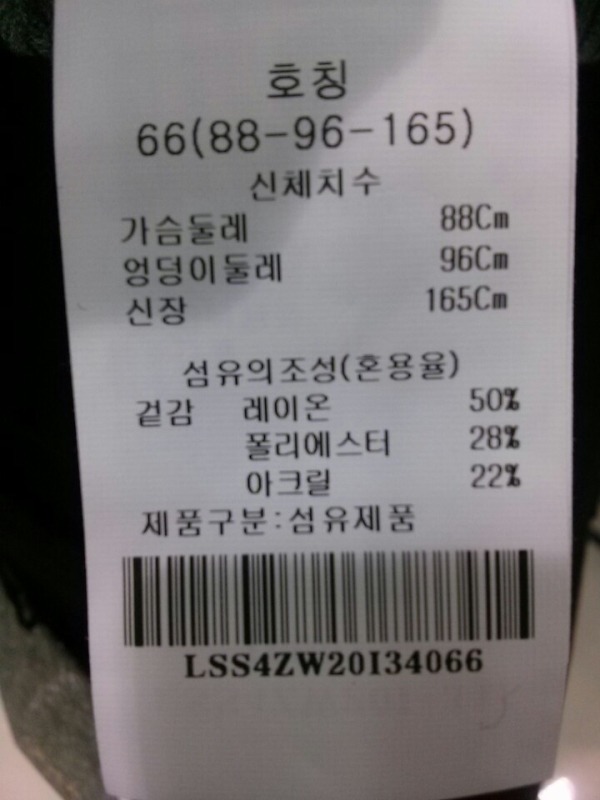 호칭
66(88-96-165)
신체치수
가슴둘레 88Cm
엉덩이둘레 96Cm
신장 165Cm
섬유의조성(혼용율)
겉감 레이온 50%
폴리에스터 28%
아크릴 22%
제품구분:섬유제품
LSS4ZW20I34066